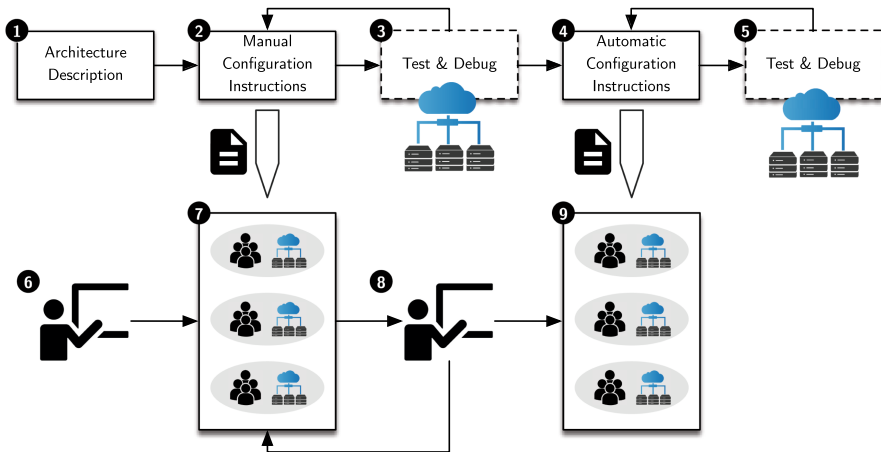 1
Architecture
Description
2
Manual
Configuration
Instructions
3
Test & Debug
4
Automatic
Configuration
Instructions
5
Test & Debug
6
7
8
9